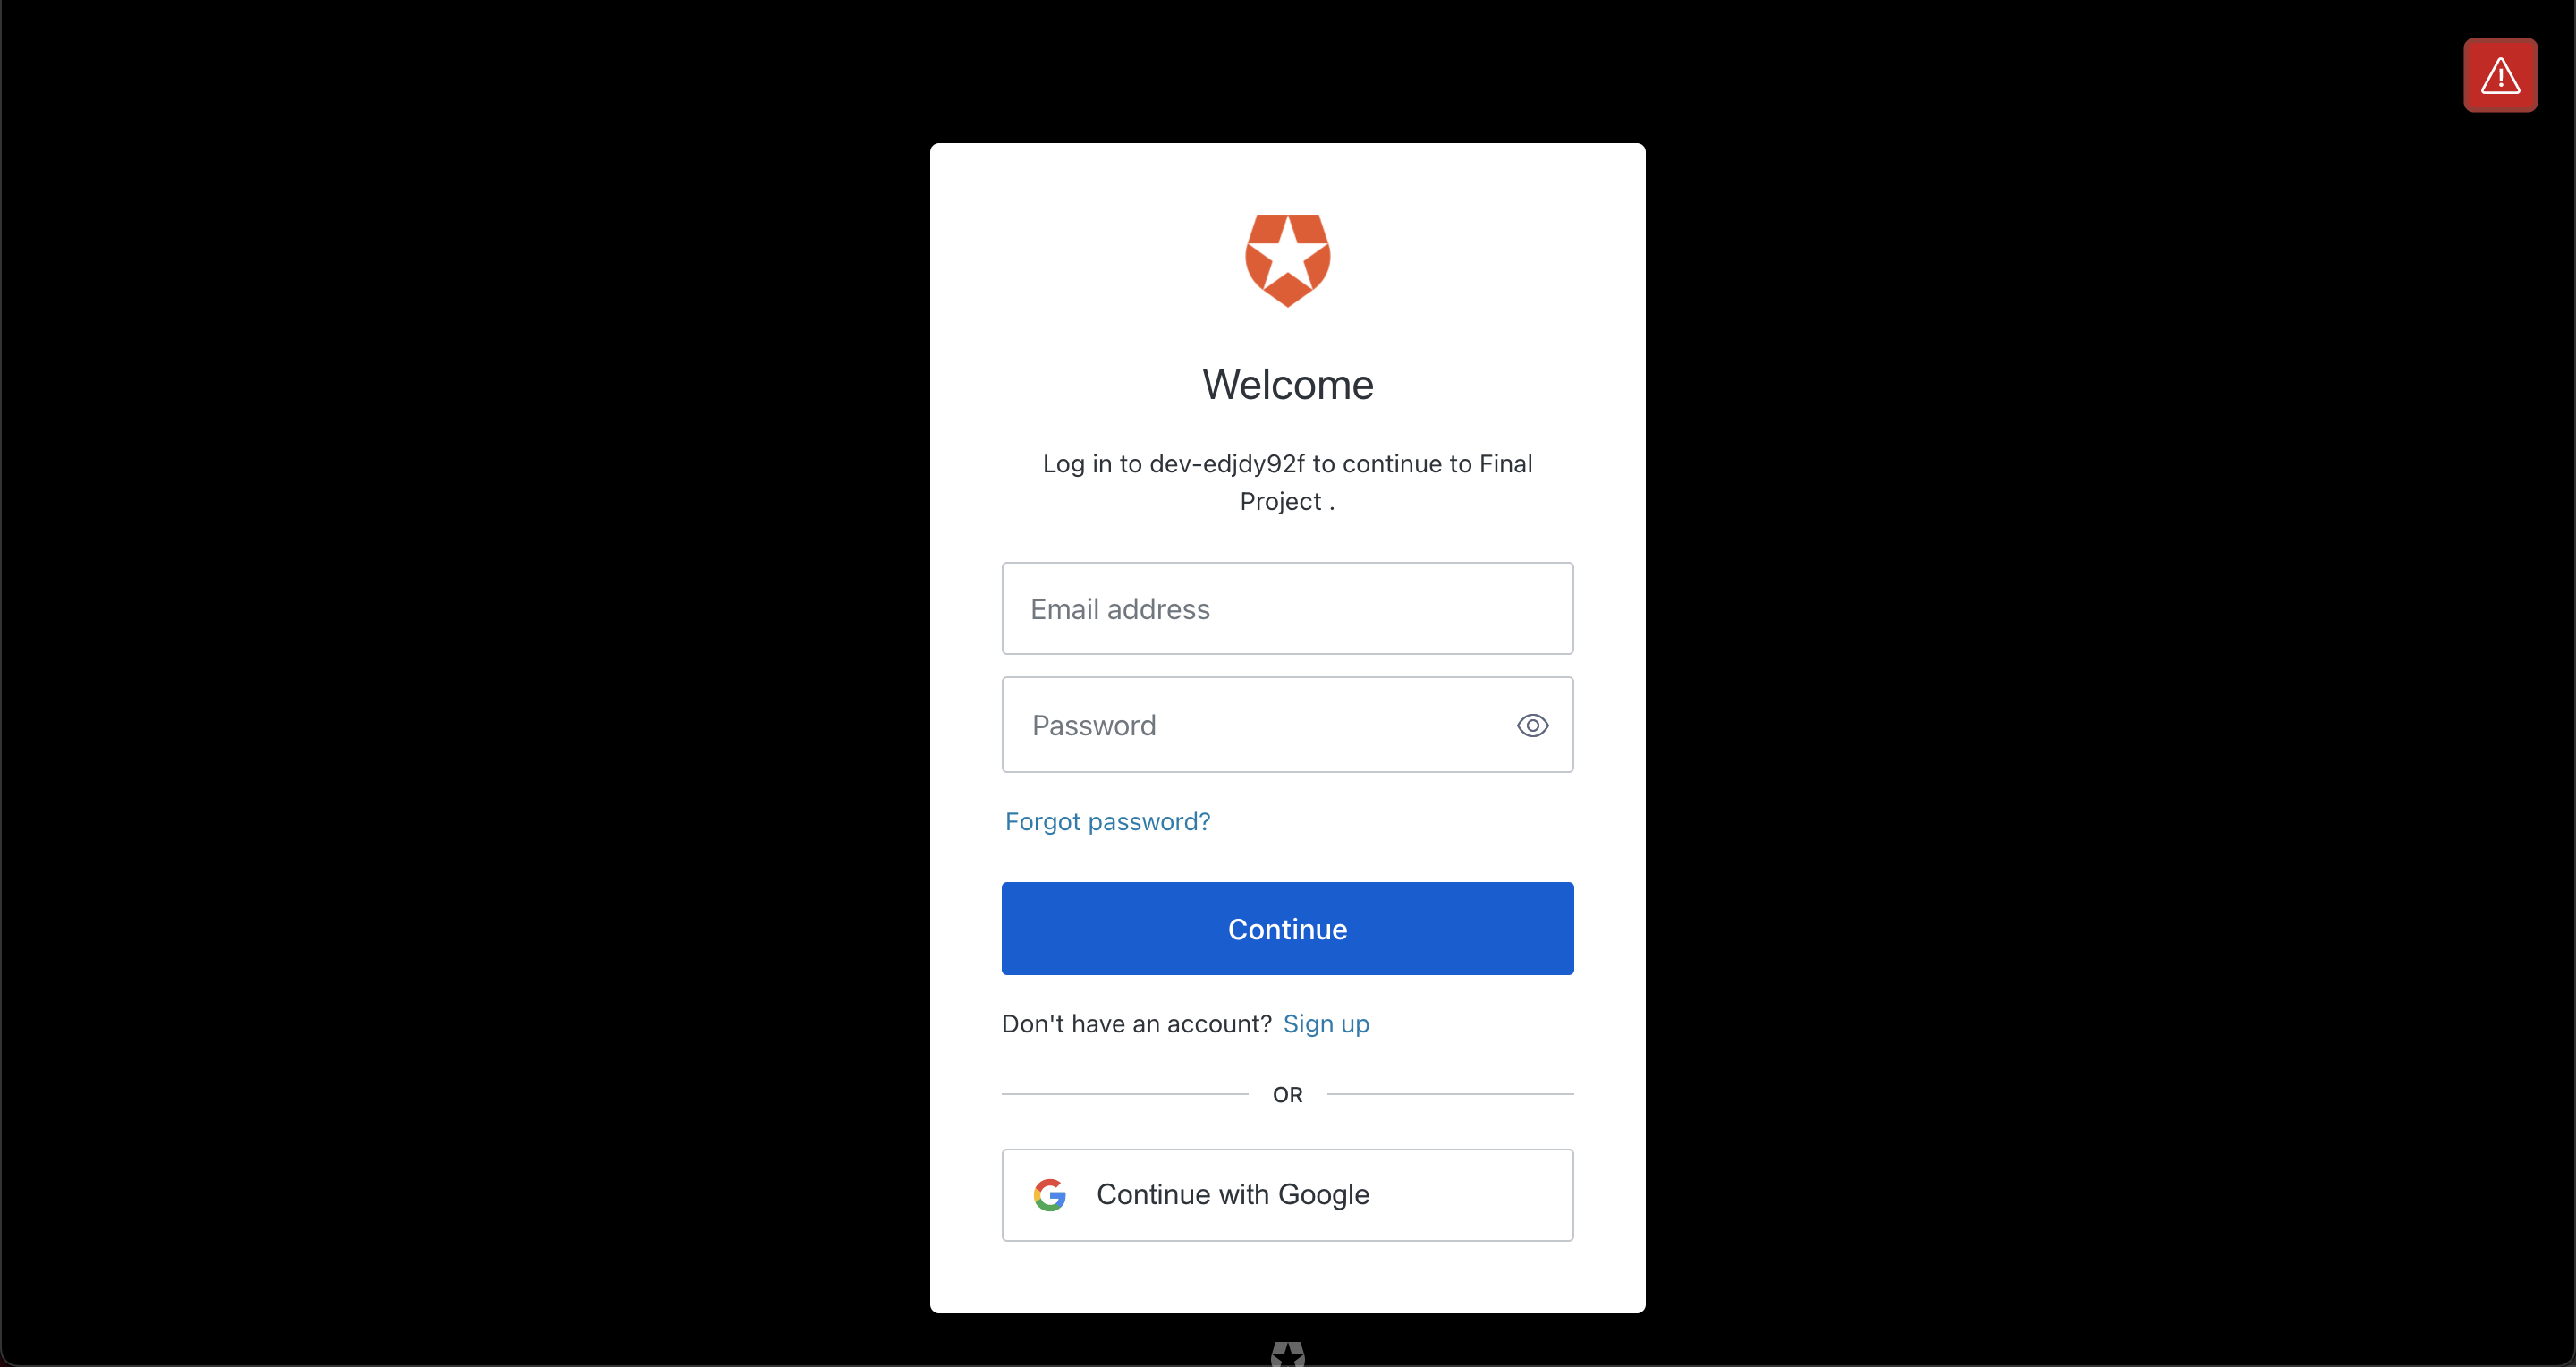 Welcome
Log in to dev-edjdy92f to continue to Final
Project .
Email address
Password
Forgot password?
Continue
Don't have an account? Sign up
OR
Continue with Google